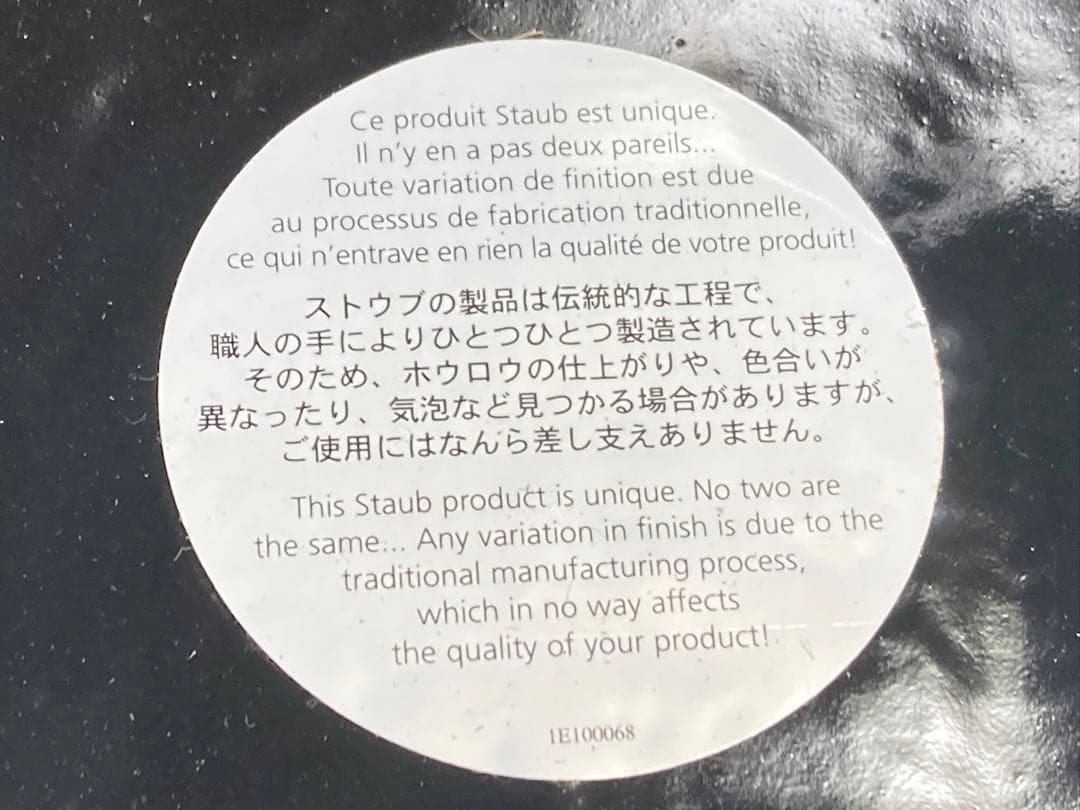 Ce produit Staub est unique.
Il n'y en a pas deux pareils...
Toute variation de finition est due
au processus de fabrication traditionnelle,
ce qui n'entrave en rien la qualité de votre produit!
ストウブの製品は伝統的な工程で、
職人の手によりひとつひとつ製造されています。
そのため、ホウロウの仕上がりや、色合いが
異なったり、気泡など見つかる場合がありますが、
ご使用にはなんら差し支えありません。
This Staub product is unique. No two are
the same... Any variation in finish is due to the
traditional manufacturing process,
which in no way affects
the quality of your product!
1E100068